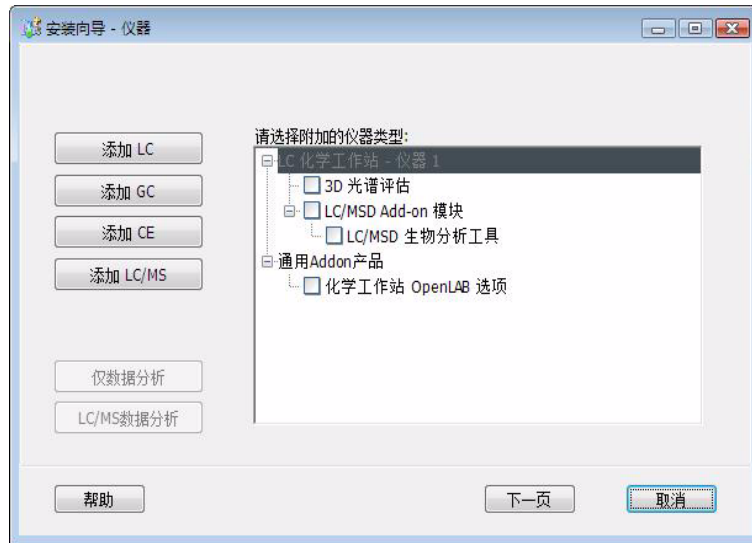 安装向导 - 仪器
请选择附加的仪器类型:
添加 LC
添加 GC
添加 CE
添加 LC/MS
仅数据分析
LC/MS数据分析
LC 化学工作站 - 仪器 1
3D 光谱评估
LC/MSD Add-on 模块
LC/MSD 生物分析工具
通用Addon产品
化学工作站 OpenLAB 选项
帮助
下一页
取消